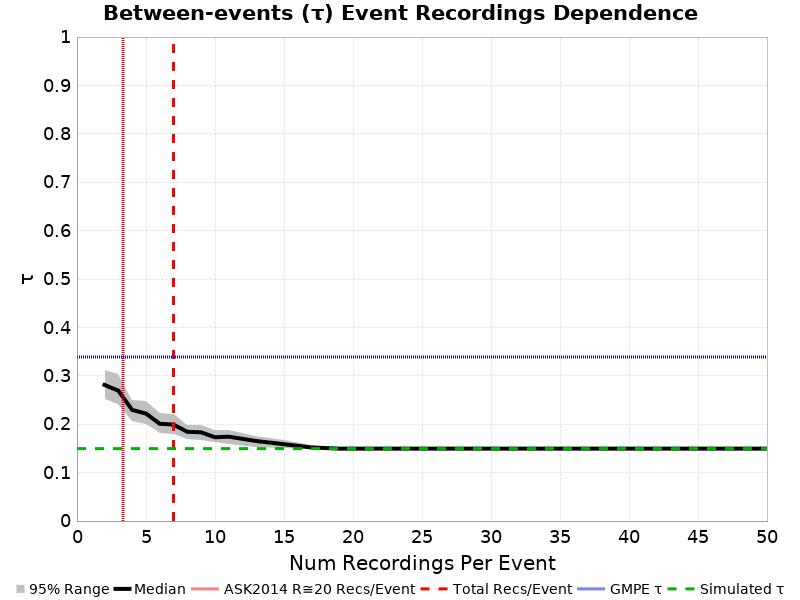 Between-events (τ) Event Recordings Dependence
1
0.9
0.8
0.7
0.6
0.5
0.4
0.3
0.2
0.1
0
τ
0 5 10 15 20 25 30 35 40 45 50
Num Recordings Per Event
95% Range Median ASK2014 R≅20 Recs/Event Total Recs/Event GMPE τ Simulated τ